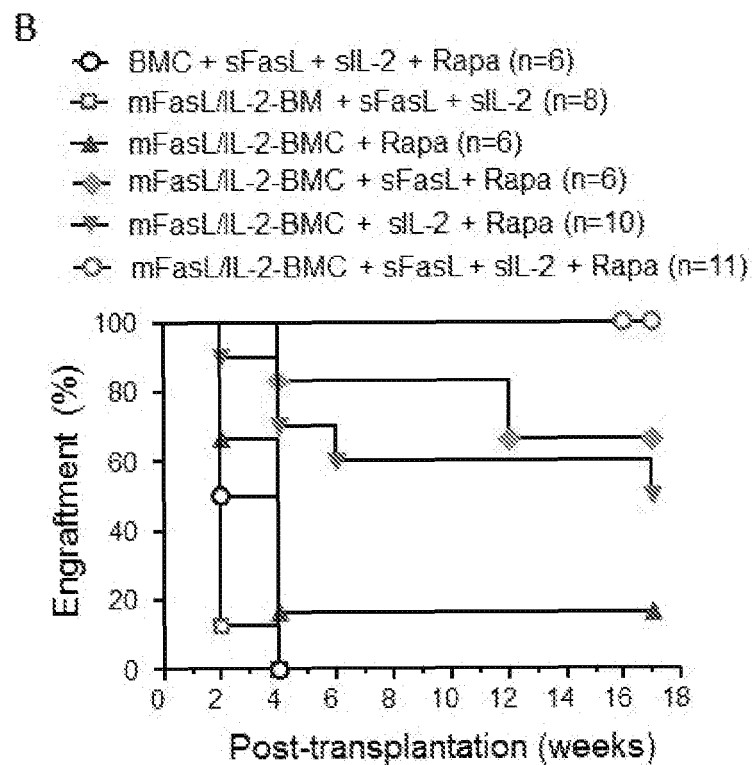 B
BMC + sFasL + sIL-2 + Rapa (n=6)
mFasL/IL-2-BM + sFasL + sIL-2 (n=8)
mFasL/IL-2-BMC + Rapa (n=6)
mFasL/IL-2-BMC + sFasL+ Rapa (n=6)
mFasL/IL-2-BMC + sIL-2 + Rapa (n=10)
mFasL/IL-2-BMC + sFasL + sIL-2 + Rapa (n=11)
Engraftment (%)
100
80
60
40
20
0
0 2 4 6 8 10 12 14 16 18
Post-transplantation (weeks)